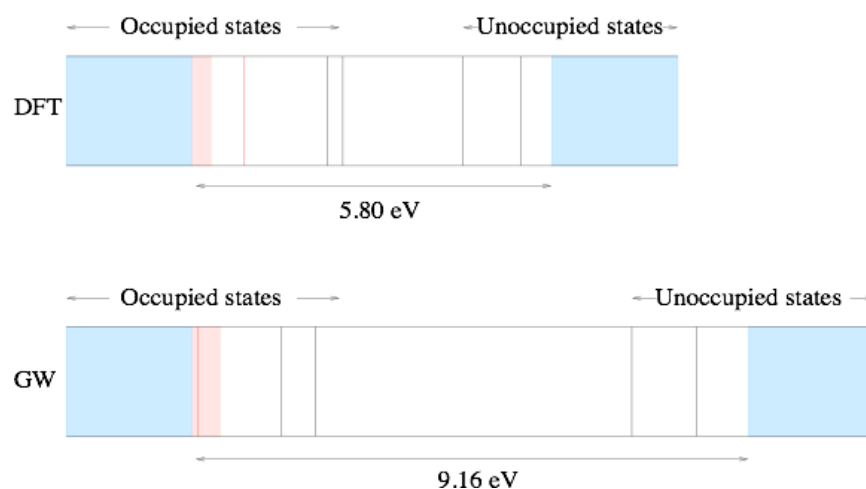 Occupied states
Unoccupied states
DFT
5.80 eV
Occupied states
Unoccupied states
GW
9.16 eV